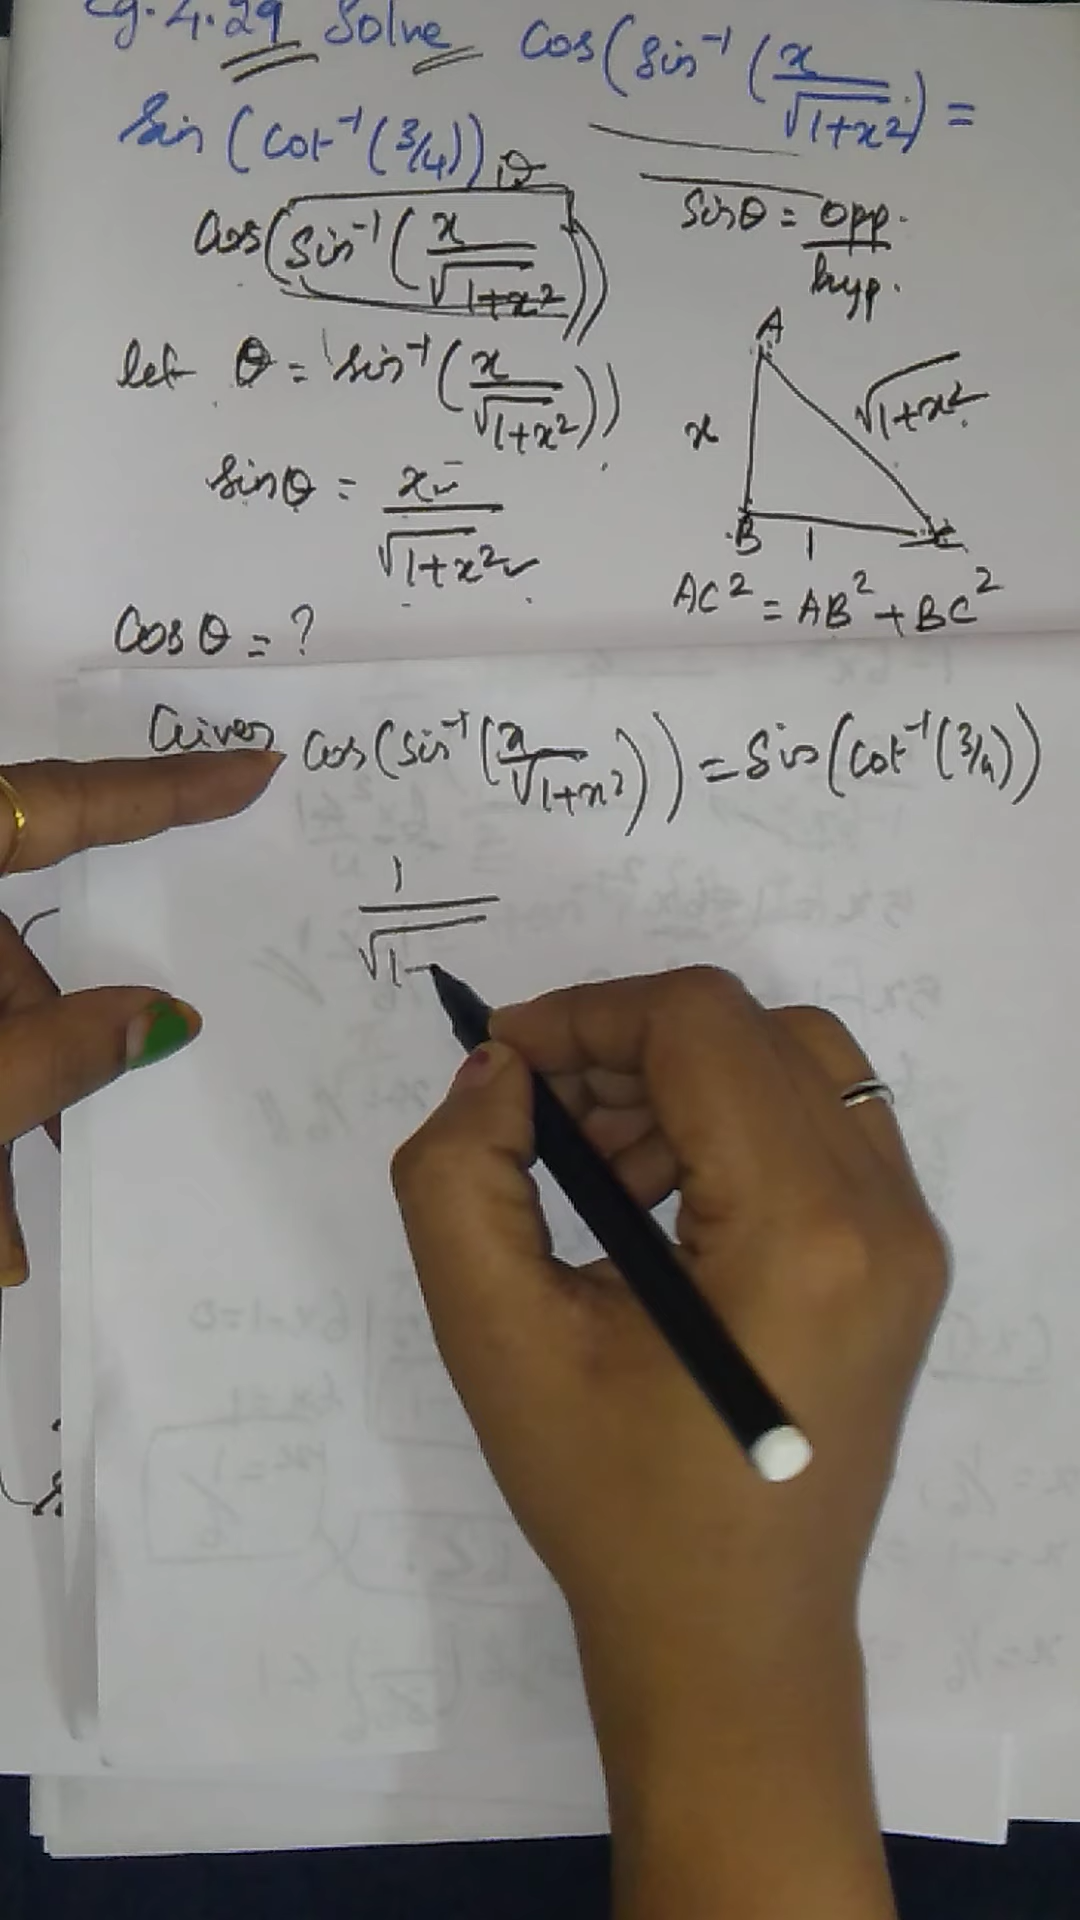 Eg. 4.29 Solve cos(sin⁻¹(x/√1+x²) =
sin(cot⁻¹(3/4))
θ
cos(sin⁻¹(x/√1+x²))
sinθ = opp./hyp.
let θ = sin⁻¹(x/√1+x²))
sinθ = x/√1+x²
A
x
√1+x²
B
1
C
AC² = AB² + BC²
cosθ = ?
Given cos(sin⁻¹(x/√1+x²)) = sin(cot⁻¹(3/4))
1/√1